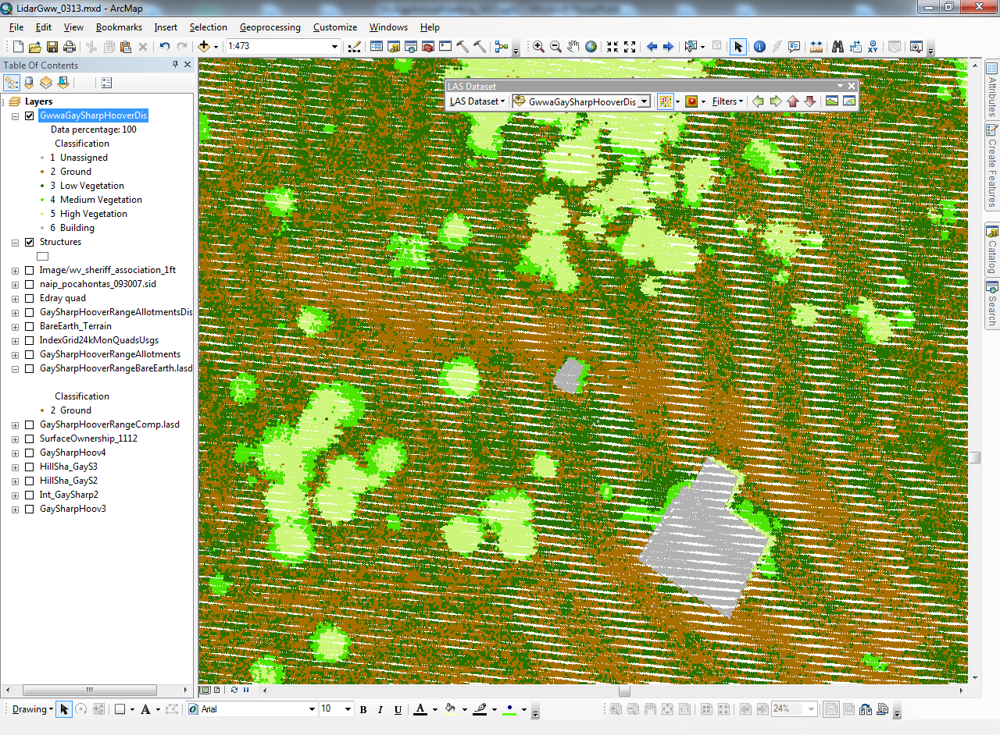 LidarGww_0313.mxd - ArcMap
File Edit View Bookmarks Insert Selection Geoprocessing Customize Windows Help
1:473
Table Of Contents
LAS Dataset
LAS Dataset GwwaGaySharpHooverDis Filters
Layers
GwwaGaySharpHooverDis
Data percentage: 100
Classification
1 Unassigned
2 Ground
3 Low Vegetation
4 Medium Vegetation
5 High Vegetation
6 Building
Structures
Image/wv_sheriff_association_1ft
naip_pocahontas_093007.sid
Edray quad
GaySharpHooverRangeAllotmentsDis
BareEarth_Terrain
IndexGrid24kMonQuadsUsgs
GaySharpHooverRangeAllotments
GaySharpHooverRangeBareEarth.lasd
Classification
2 Ground
GaySharpHooverRangeComp.lasd
SurfaceOwnership_1112
GaySharpHoov4
HillSha_GayS3
HillSha_GayS2
Int_GaySharp2
GaySharpHoov3
Attributes
Create Features
Catalog
Search
Drawing A Arial 10 B I U A 24%